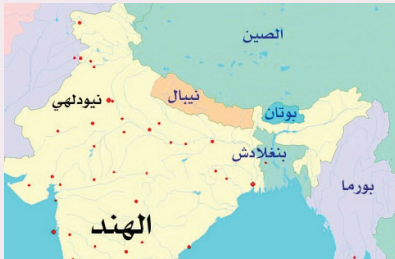 الصين
نيبال
نيودلهي
بوتان
بنغلادش
بورما
الهند